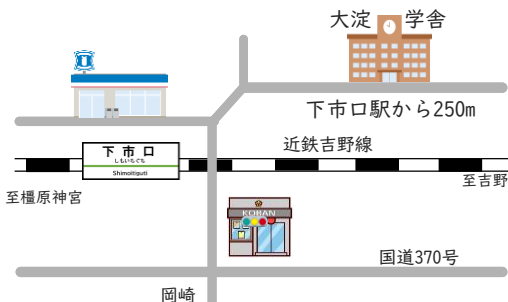 大淀 学舎
下市口駅から250m
下市口
しもいちぐち
Shimoitiguti
近鉄吉野線
至橿原神宮
至吉野
KOBAN
国道370号
岡崎